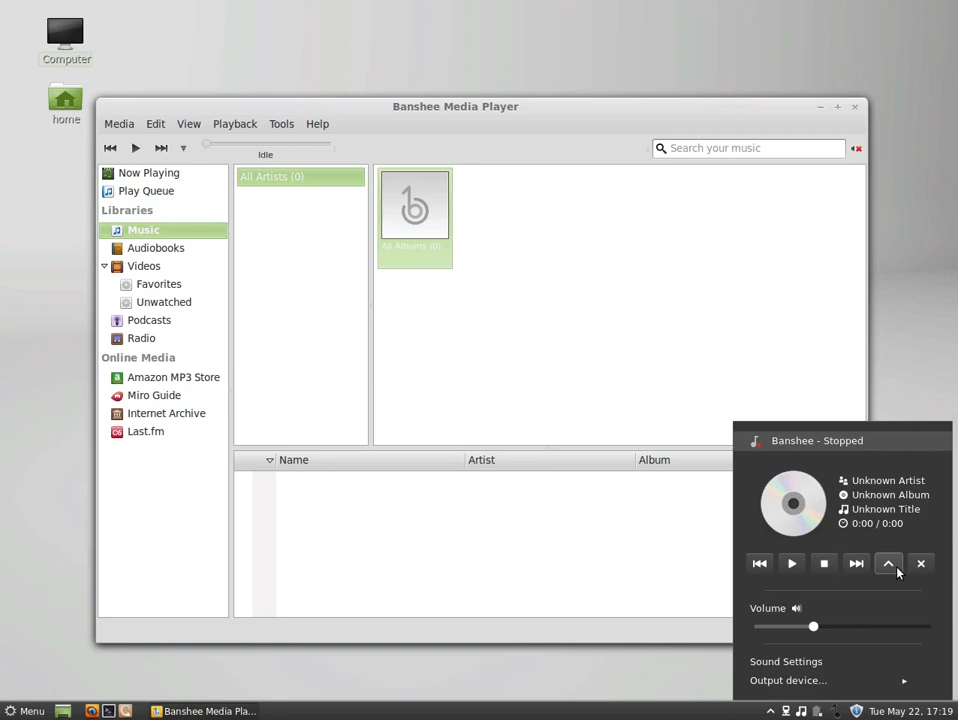 Computer
home
Banshee Media Player
Media Edit View Playback Tools Help
Idle
Search your music
Now Playing
Play Queue
Libraries
Music
Audiobooks
Videos
Favorites
Unwatched
Podcasts
Radio
Online Media
Amazon MP3 Store
Miro Guide
Internet Archive
Last.fm
All Artists (0)
All Albums (0)
Name Artist Album
Banshee - Stopped
Unknown Artist
Unknown Album
Unknown Title
0:00 / 0:00
Volume
Sound Settings
Output device...
Menu Banshee Media Pla... Tue May 22, 17:19